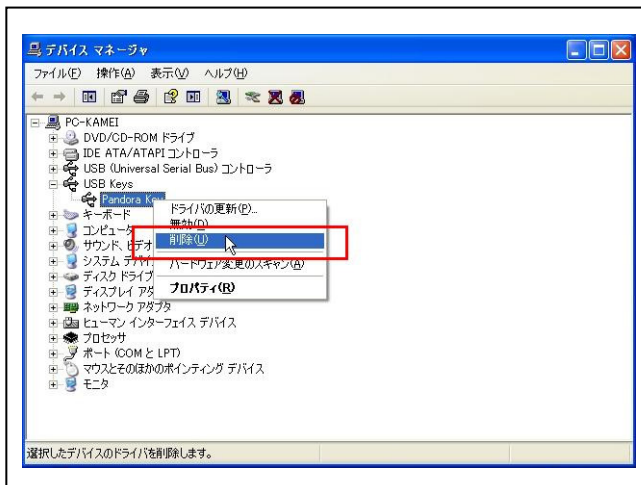 デバイス マネージャ
ファイル(F) 操作(A) 表示(V) ヘルプ(H)
PC-KAMEI
DVD/CD-ROM ドライブ
IDE ATA/ATAPI コントローラ
USB (Universal Serial Bus) コントローラ
USB Keys
Pandora Key
ドライバの更新(P)...
キーボード
無効(D)
コンピュータ
削除(U)
サウンド、ビデオ
システム デバイ
ハードウェア変更のスキャン(A)
ディスク ドライブ
ディスプレイ アダ
プロパティ(R)
ネットワーク アダプタ
ヒューマン インターフェイス デバイス
プロセッサ
ポート (COM と LPT)
マウスとそのほかのポインティング デバイス
モニタ
選択したデバイスのドライバを削除します。